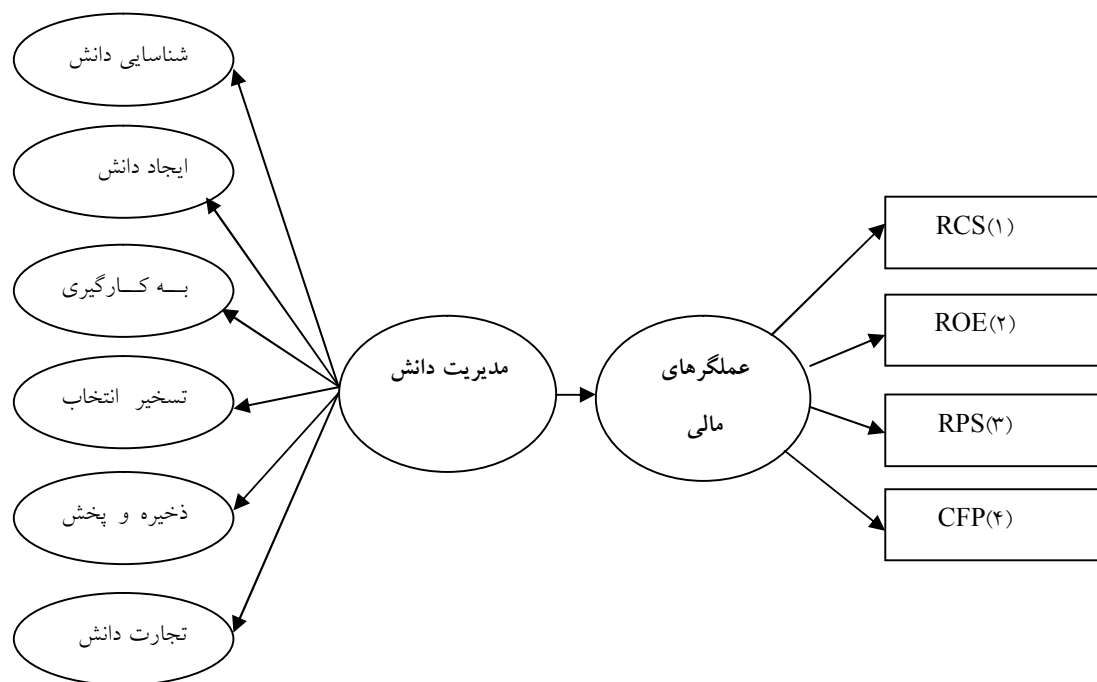 شناسایی دانش
ایجاد دانش
بـــه کـــارگیری
تسخیر انتخاب
ذخیره و پخش
تجارت دانش
مدیریت دانش
عملگرهای
مالی
RCS(۱)
ROE(۲)
RPS(۳)
CFP(۴)